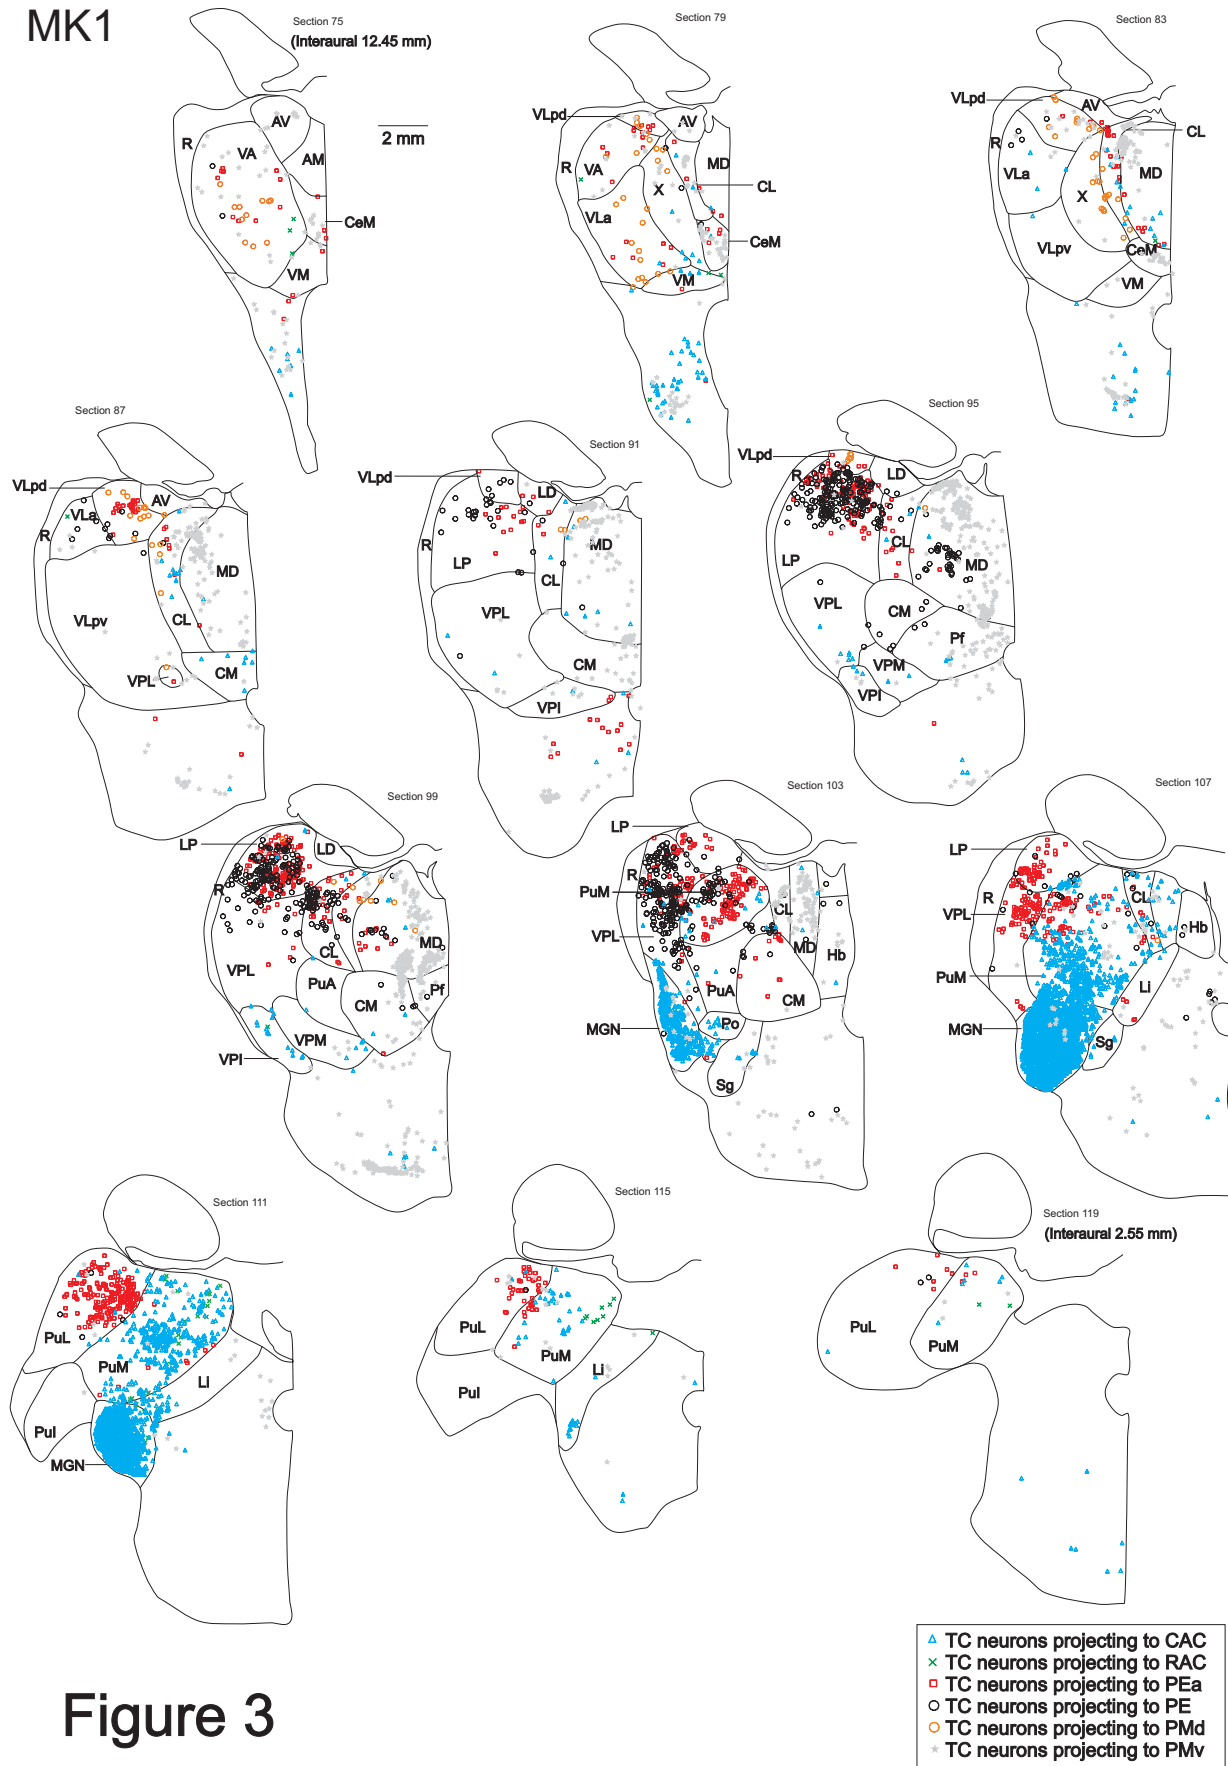 MK1
Section 75
(Interaural 12.45 mm)
2 mm
R
VA
AV
AM
CeM
VM
Section 79
VLpd
AV
R
VA
MD
X
CL
VLa
CeM
VM
Section 83
VLpd
AV
CL
R
VLa
MD
X
VLpv
CeM
VM
Section 87
VLpd
AV
VLa
R
MD
VLpv
CL
VPL
CM
Section 91
VLpd
LD
R
MD
LP
CL
VPL
CM
VPI
Section 95
VLpd
R
LD
CL
LP
MD
VPL
CM
Pf
VPM
VPI
Section 99
LP
LD
R
MD
CL
VPL
PuA
CM
Pf
VPM
VPI
Section 103
LP
R
PuM
CL
VPL
MD
Hb
PuA
CM
MGN
Po
Sg
Section 107
LP
R
CL
VPL
Hb
PuM
Li
MGN
Sg
Section 111
PuL
PuM
Li
PuI
MGN
Section 115
PuL
PuM
Li
PuI
Section 119
(Interaural 2.55 mm)
PuL
PuM
TC neurons projecting to CAC
TC neurons projecting to RAC
TC neurons projecting to PEa
TC neurons projecting to PE
TC neurons projecting to PMd
TC neurons projecting to PMv
Figure 3